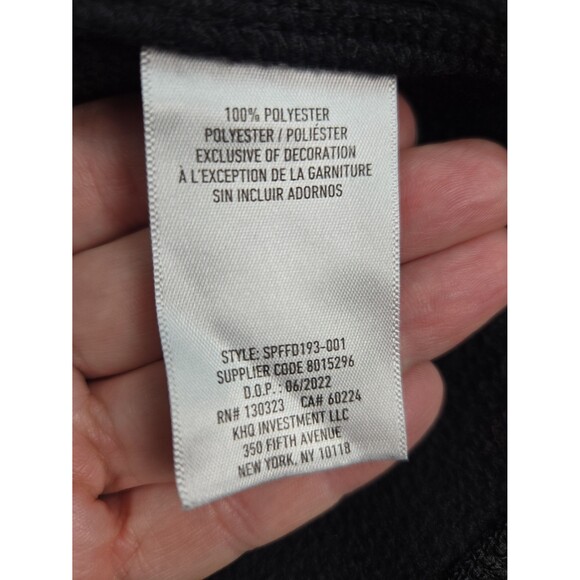 100% POLYESTER
POLYESTER / POLIÉSTER
EXCLUSIVE OF DECORATION
À L'EXCEPTION DE LA GARNITURE
SIN INCLUIR ADORNOS
STYLE: SPFFD193-001
SUPPLIER CODE 8015296
D.O.P.: 06/2022
RN# 130323 CA# 60224
KHQ INVESTMENT LLC
350 FIFTH AVENUE
NEW YORK, NY 10118